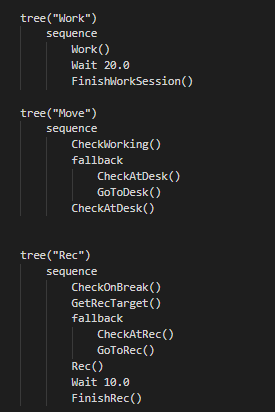 tree("Work")
    sequence
        Work()
        Wait 20.0
        FinishWorkSession()

tree("Move")
    sequence
        CheckWorking()
        fallback
            CheckAtDesk()
            GoToDesk()
        CheckAtDesk()


tree("Rec")
    sequence
        CheckOnBreak()
        GetRecTarget()
        fallback
            CheckAtRec()
            GoToRec()
        Rec()
        Wait 10.0
        FinishRec()